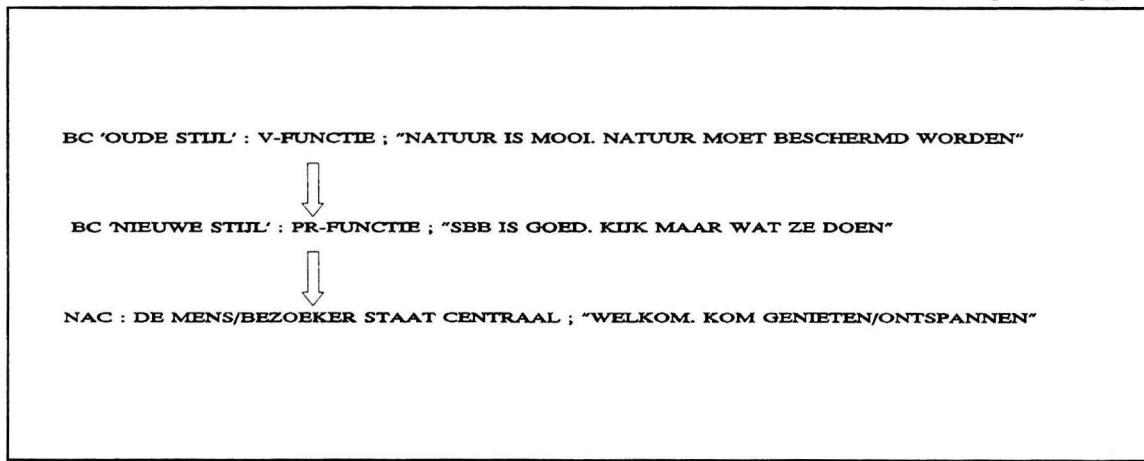 BC 'OUDE STIJL' : V-FUNCTIE ; "NATUUR IS MOOI. NATUUR MOET BESCHERMD WORDEN"
BC 'NIEUWE STIJL' : PR-FUNCTIE ; "SBB IS GOED. KIJK MAAR WAT ZE DOEN"
NAC : DE MENS/BEZOEKER STAAT CENTRAAL ; "WELKOM. KOM GENIETEN/ONTSPANNEN"